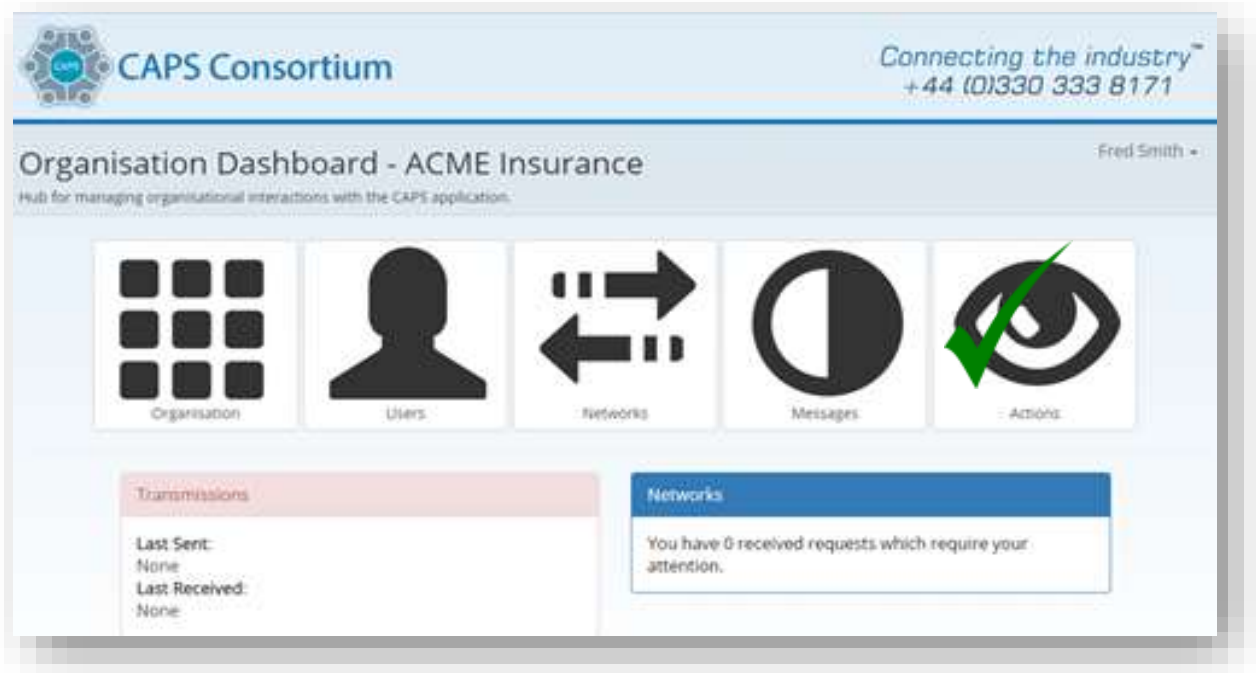 CAPS
CAPS Consortium
Connecting the industry™
+44 (0)330 333 8171
Organisation Dashboard - ACME Insurance
Fred Smith
Hub for managing organisational interactions with the CAPS application.
Organisation
Users
Networks
Messages
Actions
Transmissions
Last Sent:
None
Last Received:
None
Networks
You have 0 received requests which require your
attention.